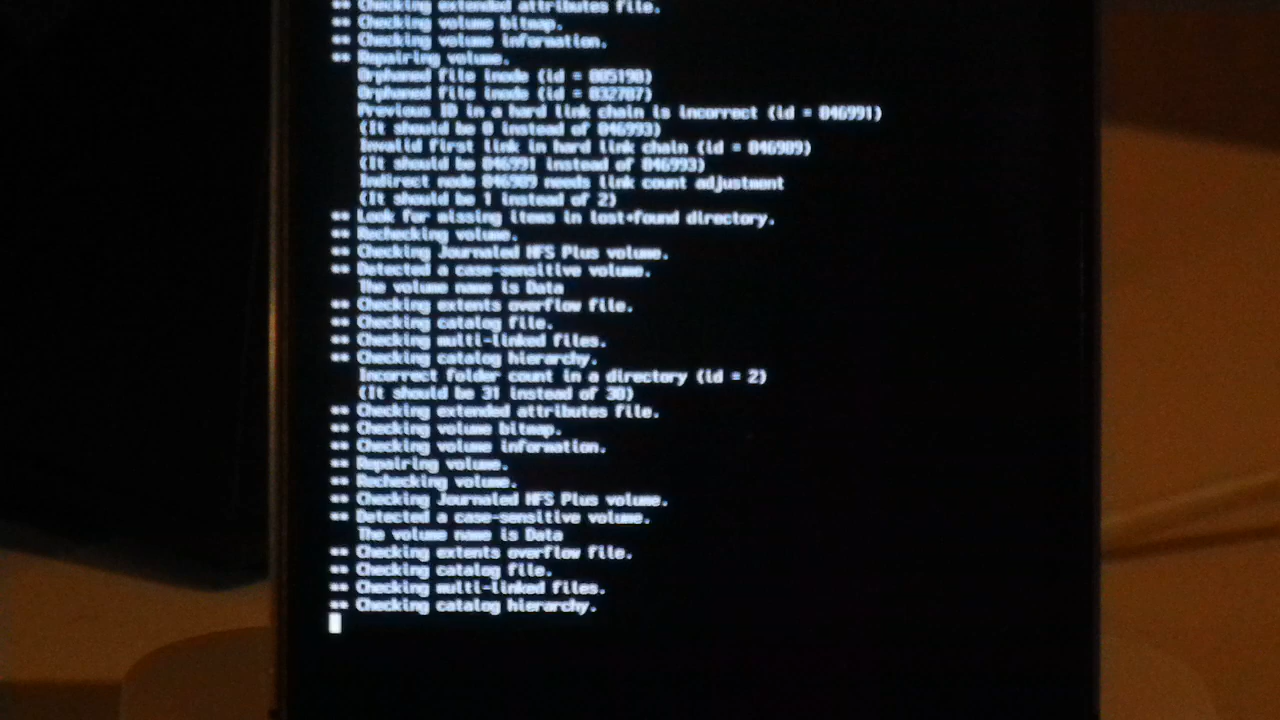 ** Checking extended attributes file.
** Checking volume bitmap.
** Checking volume information.
** Repairing volume.
Orphaned file inode (id = 805190)
Orphaned file inode (id = 832787)
Previous ID in a hard link chain is incorrect (id = 846991)
(It should be 0 instead of 846993)
Invalid first link in hard link chain (id = 846989)
(It should be 846991 instead of 846993)
Indirect node 846989 needs link count adjustment
(It should be 1 instead of 2)
** Look for missing items in lost+found directory.
** Rechecking volume.
** Checking Journaled HFS Plus volume.
** Detected a case-sensitive volume.
The volume name is Data
** Checking extents overflow file.
** Checking catalog file.
** Checking multi-linked files.
** Checking catalog hierarchy.
Incorrect folder count in a directory (id = 2)
(It should be 31 instead of 30)
** Checking extended attributes file.
** Checking volume bitmap.
** Checking volume information.
** Repairing volume.
** Rechecking volume.
** Checking Journaled HFS Plus volume.
** Detected a case-sensitive volume.
The volume name is Data
** Checking extents overflow file.
** Checking catalog file.
** Checking multi-linked files.
** Checking catalog hierarchy.